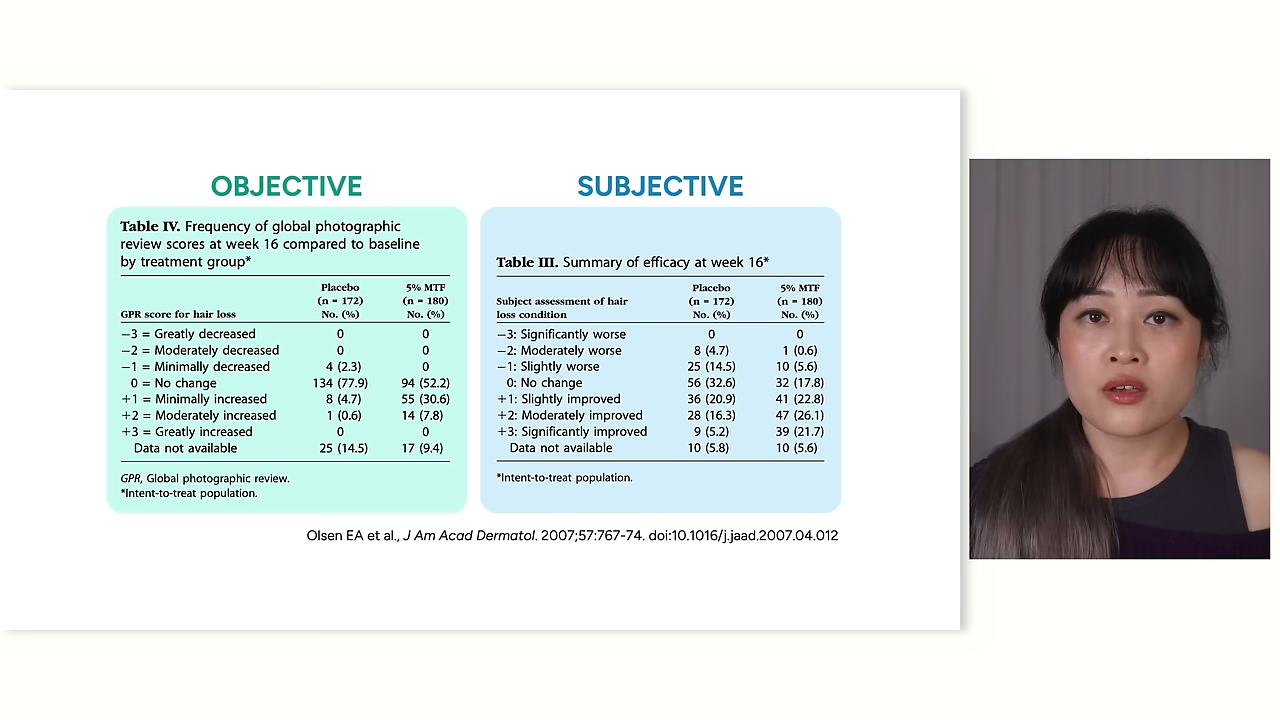 OBJECTIVE
Table IV. Frequency of global photographic
review scores at week 16 compared to baseline
by treatment group*
Placebo 5% MTF
(n = 172) (n = 180)
GPR score for hair loss No. (%) No. (%)
−3 = Greatly decreased 0 0
−2 = Moderately decreased 0 0
−1 = Minimally decreased 4 (2.3) 0
0 = No change 134 (77.9) 94 (52.2)
+1 = Minimally increased 8 (4.7) 55 (30.6)
+2 = Moderately increased 1 (0.6) 14 (7.8)
+3 = Greatly increased 0 0
Data not available 25 (14.5) 17 (9.4)
GPR, Global photographic review.
*Intent-to-treat population.
SUBJECTIVE
Table III. Summary of efficacy at week 16*
Placebo 5% MTF
Subject assessment of hair (n = 172) (n = 180)
loss condition No. (%) No. (%)
−3: Significantly worse 0 0
−2: Moderately worse 8 (4.7) 1 (0.6)
−1: Slightly worse 25 (14.5) 10 (5.6)
0: No change 56 (32.6) 32 (17.8)
+1: Slightly improved 36 (20.9) 41 (22.8)
+2: Moderately improved 28 (16.3) 47 (26.1)
+3: Significantly improved 9 (5.2) 39 (21.7)
Data not available 10 (5.8) 10 (5.6)
*Intent-to-treat population.
Olsen EA et al., J Am Acad Dermatol. 2007;57:767-74. doi:10.1016/j.jaad.2007.04.012